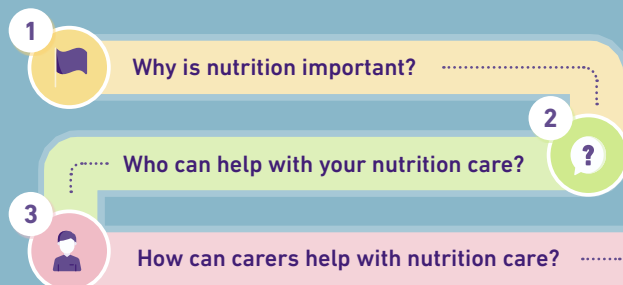 1
Why is nutrition important?
2
?
Who can help with your nutrition care?
3
How can carers help with nutrition care?